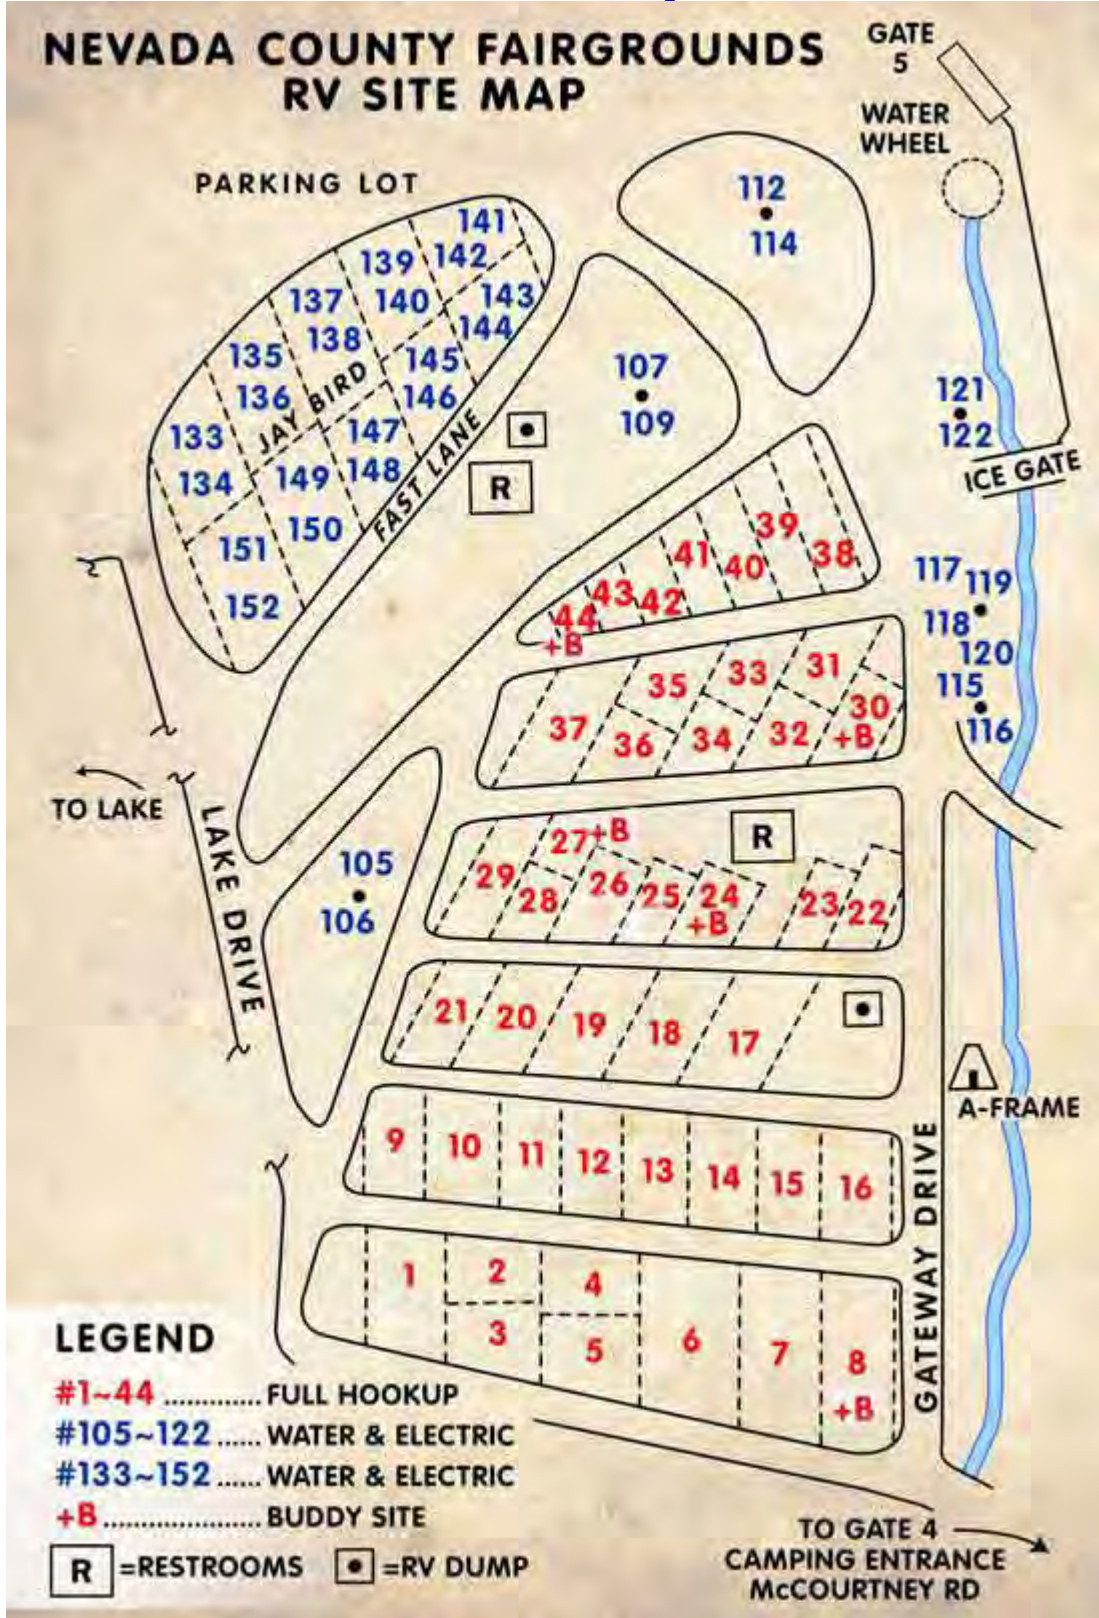 NEVADA COUNTY FAIRGROUNDS
RV SITE MAP
GATE
5
WATER
WHEEL
PARKING LOT
112
114
141
139
142
137
140
143
138
144
135
145
136
JAY BIRD
146
133
147
134
149
148
150
151
152
FAST LANE
107
109
R
121
122
ICE GATE
39
41
40
38
43
42
44
+B
117
119
118
120
115
116
31
33
35
30
+B
37
36
34
32
TO LAKE
LAKE DRIVE
105
106
27 +B
R
29
28
26
25
24
+B
23
22
21
20
19
18
17
A-FRAME
GATEWAY DRIVE
9
10
11
12
13
14
15
16
1
2
4
3
5
6
7
8
+B
LEGEND
#1~44 ............. FULL HOOKUP
#105~122 ...... WATER & ELECTRIC
#133~152 ...... WATER & ELECTRIC
+B ..................... BUDDY SITE
R =RESTROOMS
=RV DUMP
TO GATE 4
CAMPING ENTRANCE
McCOURTNEY RD